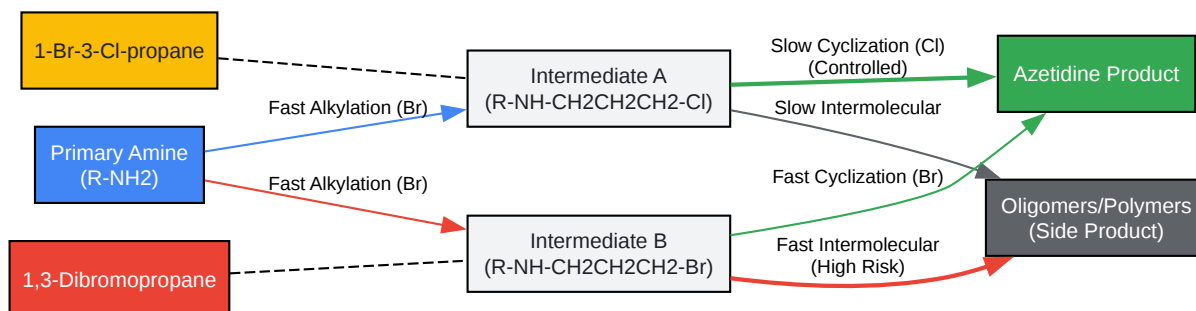 1-Br-3-Cl-propane
Primary Amine
(R-NH2)
1,3-Dibromopropane
Fast Alkylation (Br)
Fast Alkylation (Br)
Intermediate A
(R-NH-CH2CH2CH2-Cl)
Intermediate B
(R-NH-CH2CH2CH2-Br)
Slow Cyclization (Cl)
(Controlled)
Slow Intermolecular
Fast Cyclization (Br)
Fast Intermolecular
(High Risk)
Azetidine Product
Oligomers/Polymers
(Side Product)